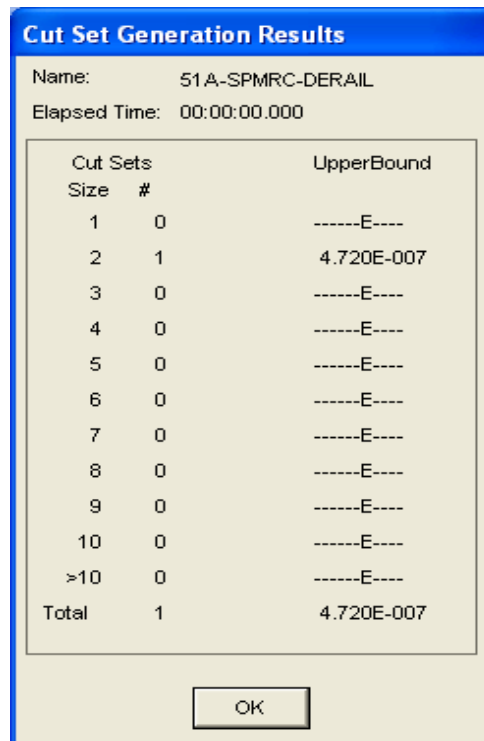 Cut Set Generation Results
Name: 51A-SPMRC-DERAIL
Elapsed Time: 00:00:00.000
Cut Sets UpperBound
Size #
1 0 ------E----
2 1 4.720E-007
3 0 ------E----
4 0 ------E----
5 0 ------E----
6 0 ------E----
7 0 ------E----
8 0 ------E----
9 0 ------E----
10 0 ------E----
>10 0 ------E----
Total 1 4.720E-007
OK